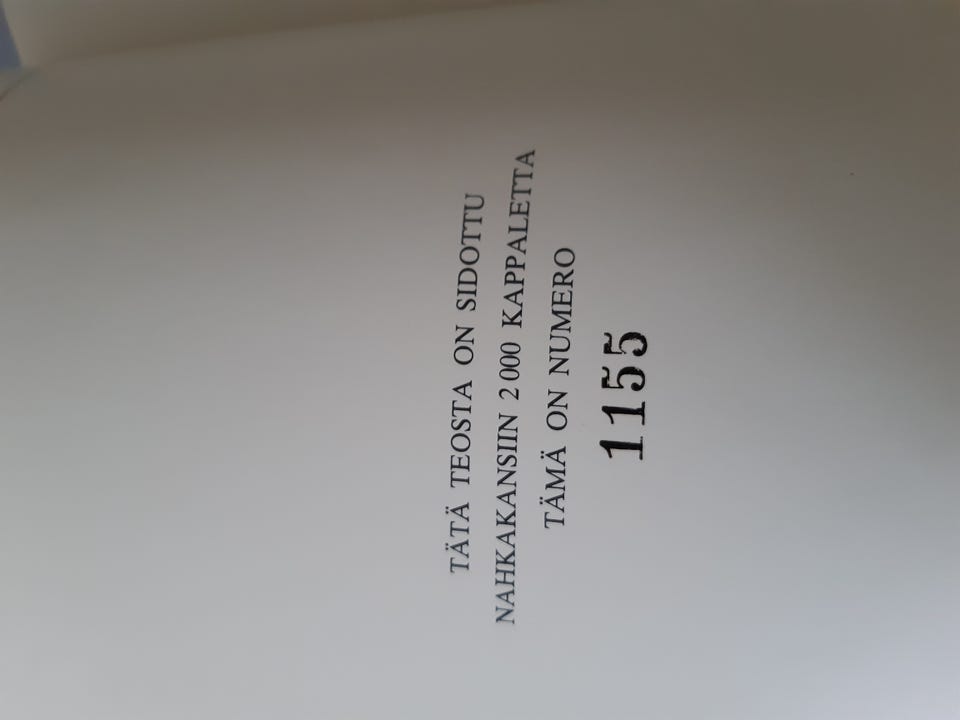 TÄTÄ TEOSTA ON SIDOTTU
NAHKAKANSIIN 2 000 KAPPALETTA
TÄMÄ ON NUMERO
1155